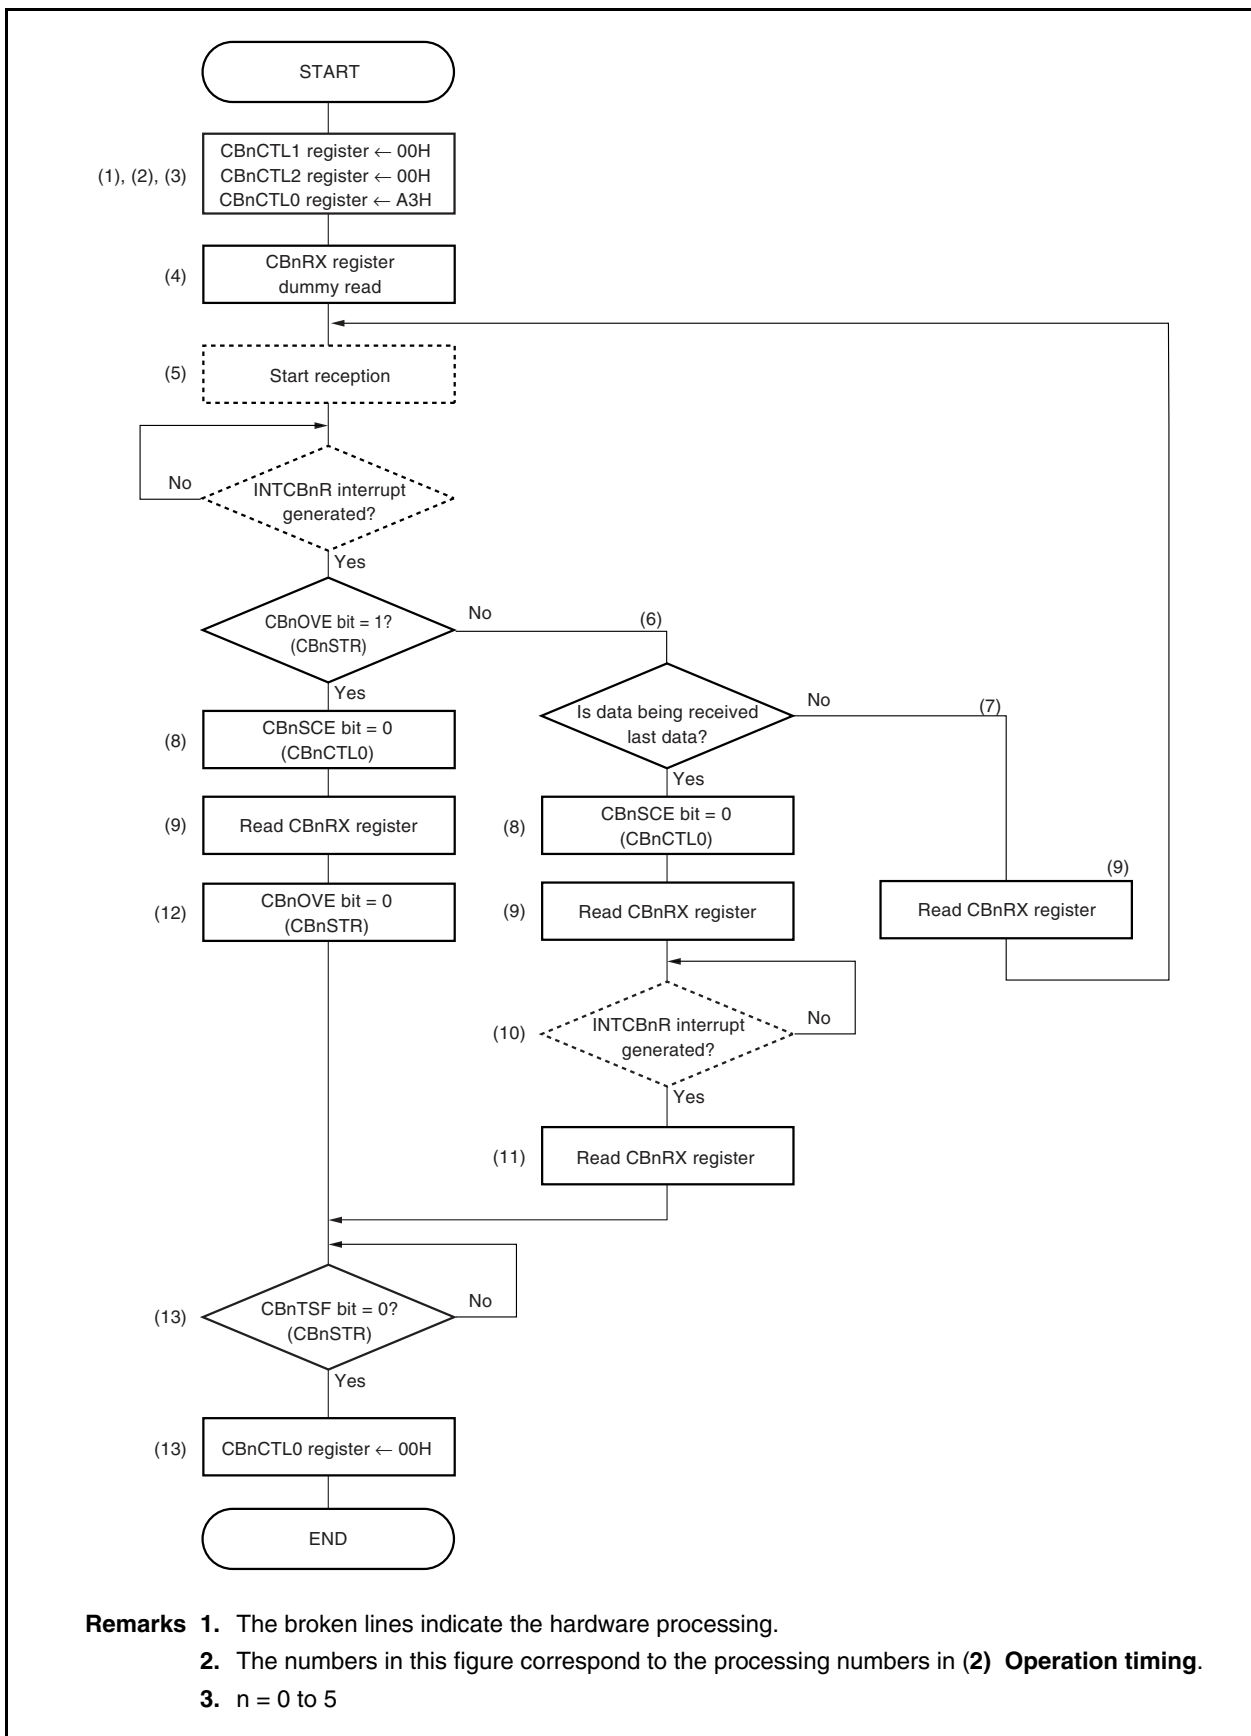 START
(1), (2), (3)
CBnCTL1 register ← 00H
CBnCTL2 register ← 00H
CBnCTL0 register ← A3H
(4)
CBnRX register
dummy read
(5)
Start reception
No
INTCBnR interrupt
generated?
Yes
CBnOVE bit = 1?
(CBnSTR)
No
(6)
Yes
Is data being received
last data?
No
(7)
Yes
(8)
CBnSCE bit = 0
(CBnCTL0)
(9)
Read CBnRX register
(12)
CBnOVE bit = 0
(CBnSTR)
(8)
CBnSCE bit = 0
(CBnCTL0)
(9)
Read CBnRX register
(9)
Read CBnRX register
(10)
INTCBnR interrupt
generated?
No
Yes
(11)
Read CBnRX register
(13)
CBnTSF bit = 0?
(CBnSTR)
No
Yes
(13)
CBnCTL0 register ← 00H
END
Remarks 1. The broken lines indicate the hardware processing.
2. The numbers in this figure correspond to the processing numbers in (2) Operation timing.
3. n = 0 to 5